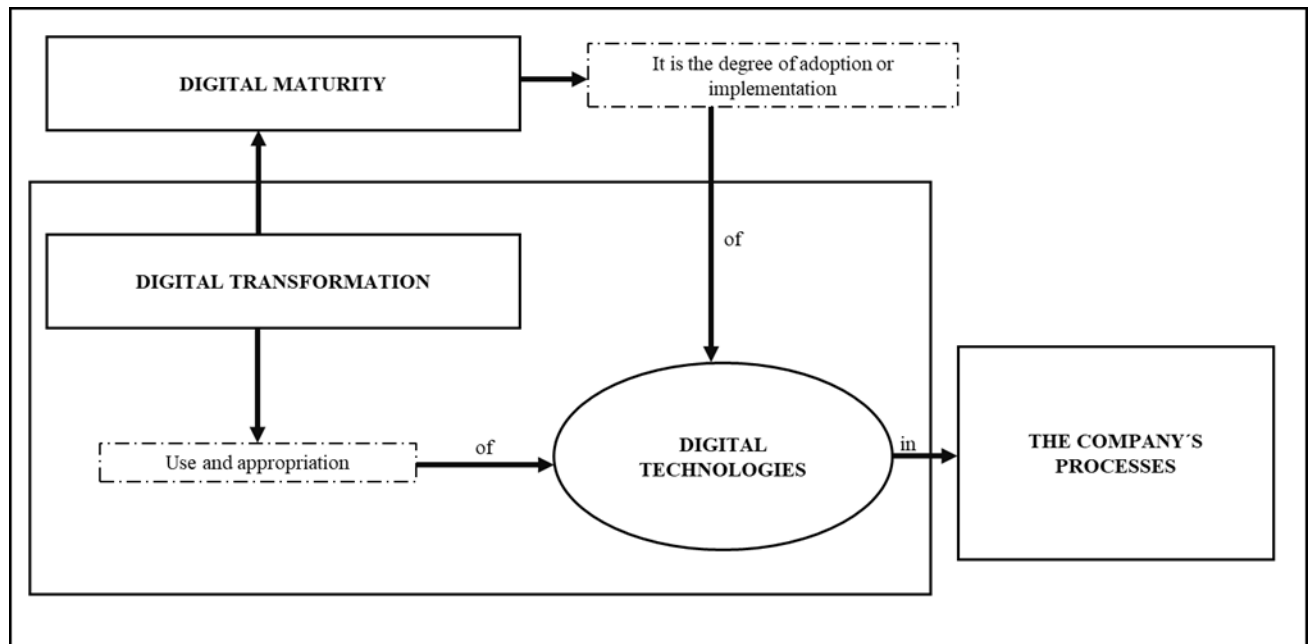 DIGITAL MATURITY
It is the degree of adoption or
implementation
of
DIGITAL TRANSFORMATION
Use and appropriation
of
DIGITAL
TECHNOLOGIES
in
THE COMPANY´S
PROCESSES